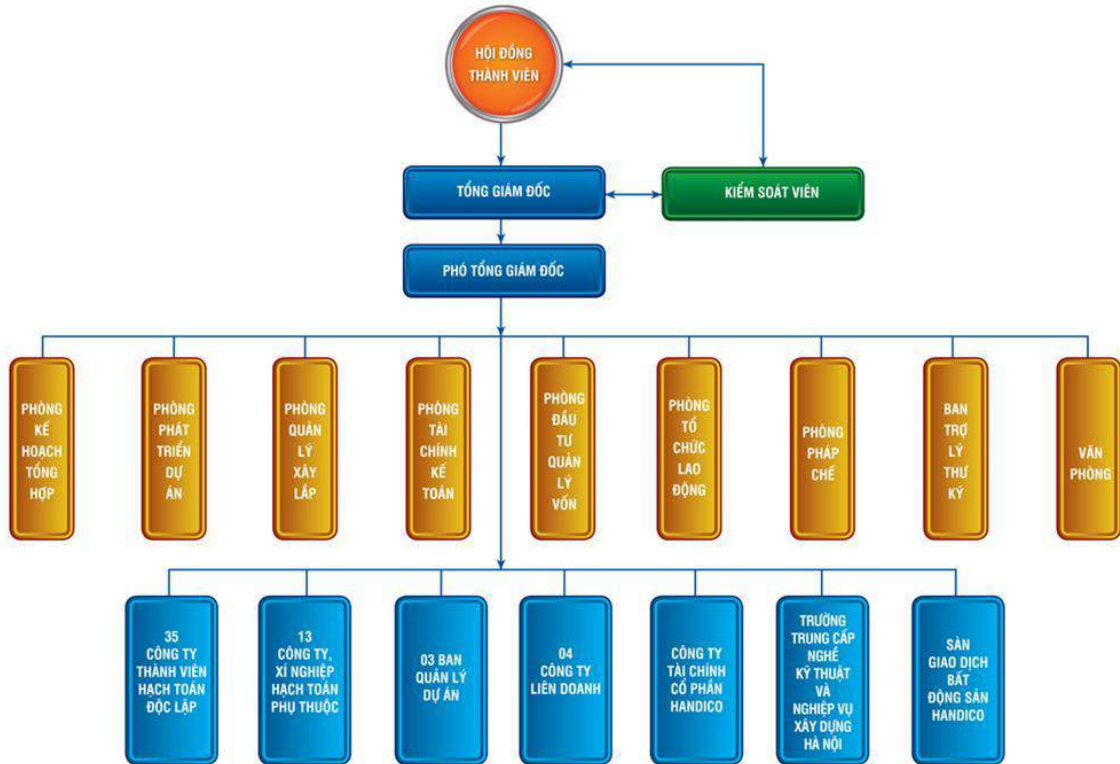 HỘI ĐỒNG
THÀNH VIÊN
TỔNG GIÁM ĐỐC
KIỂM SOÁT VIÊN
PHÓ TỔNG GIÁM ĐỐC
PHÒNG
KẾ
HOẠCH
TỔNG
HỢP
PHÒNG
PHÁT
TRIỂN
DỰ
ÁN
PHÒNG
QUẢN
LÝ
XÂY
LẮP
PHÒNG
TÀI
CHÍNH
KẾ
TOÁN
PHÒNG
ĐẦU
TƯ
QUẢN
LÝ
VỐN
PHÒNG
TỔ
CHỨC
LAO
ĐỘNG
PHÒNG
PHÁP
CHẾ
BAN
TRỢ
LÝ
THƯ
KÝ
VĂN
PHÒNG
35
CÔNG TY
THÀNH VIÊN
HẠCH TOÁN
ĐỘC LẬP
13
CÔNG TY,
XÍ NGHIỆP
HẠCH TOÁN
PHỤ THUỘC
03 BAN
QUẢN LÝ
DỰ ÁN
04
CÔNG TY
LIÊN DOANH
CÔNG TY
TÀI CHÍNH
CỔ PHẦN
HANDICO
TRƯỜNG
TRUNG CẤP
NGHỀ
KỸ THUẬT
VÀ
NGHIỆP VỤ
XÂY DỰNG
HÀ NỘI
SÀN
GIAO DỊCH
BẤT
ĐỘNG SẢN
HANDICO